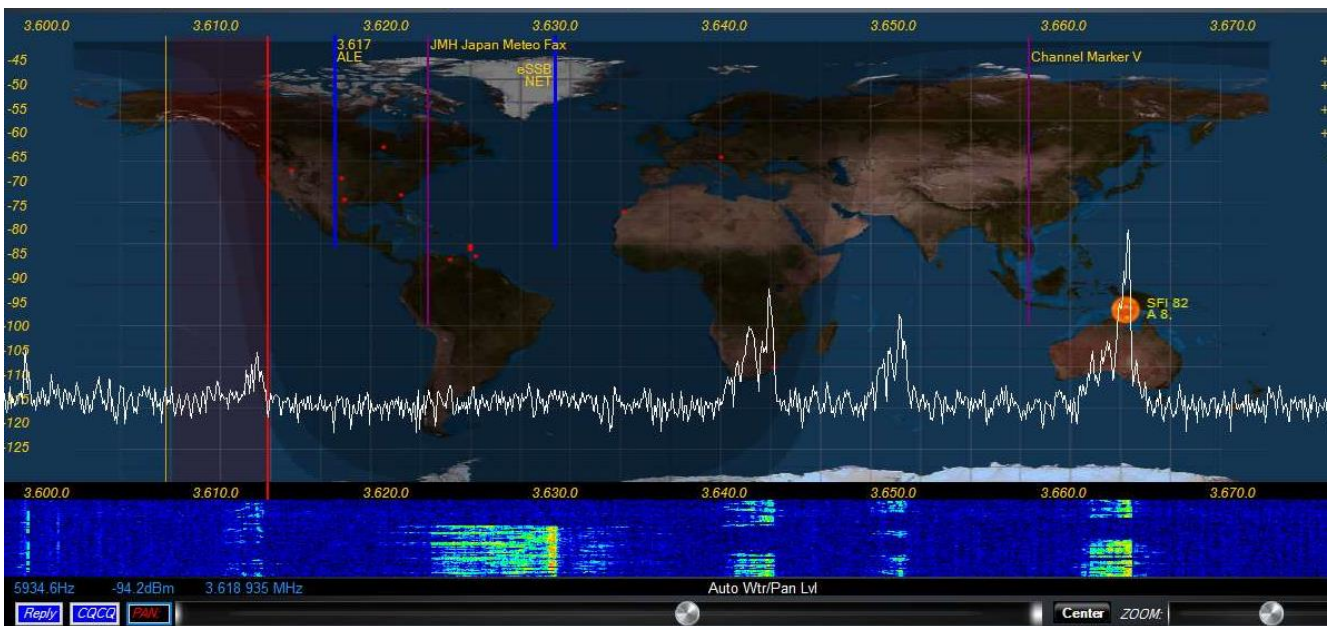 3.600.0 3.610.0 3.620.0 3.630.0 3.640.0 3.650.0 3.660.0 3.670.0
3.617
ALE
JMH Japan Meteo Fax
eSSB
NET
Channel Marker V
-45
-50
-55
-60
-65
-70
-75
-80
-85
-90
-95
-100
-105
-110
-115
-120
-125
SFI 82
A 8,
3.600.0 3.610.0 3.620.0 3.630.0 3.640.0 3.650.0 3.660.0 3.670.0
5934.6Hz -94.2dBm 3.618 935 MHz Auto Wtr/Pan Lvl
Reply CQCQ PAN: Center ZOOM: